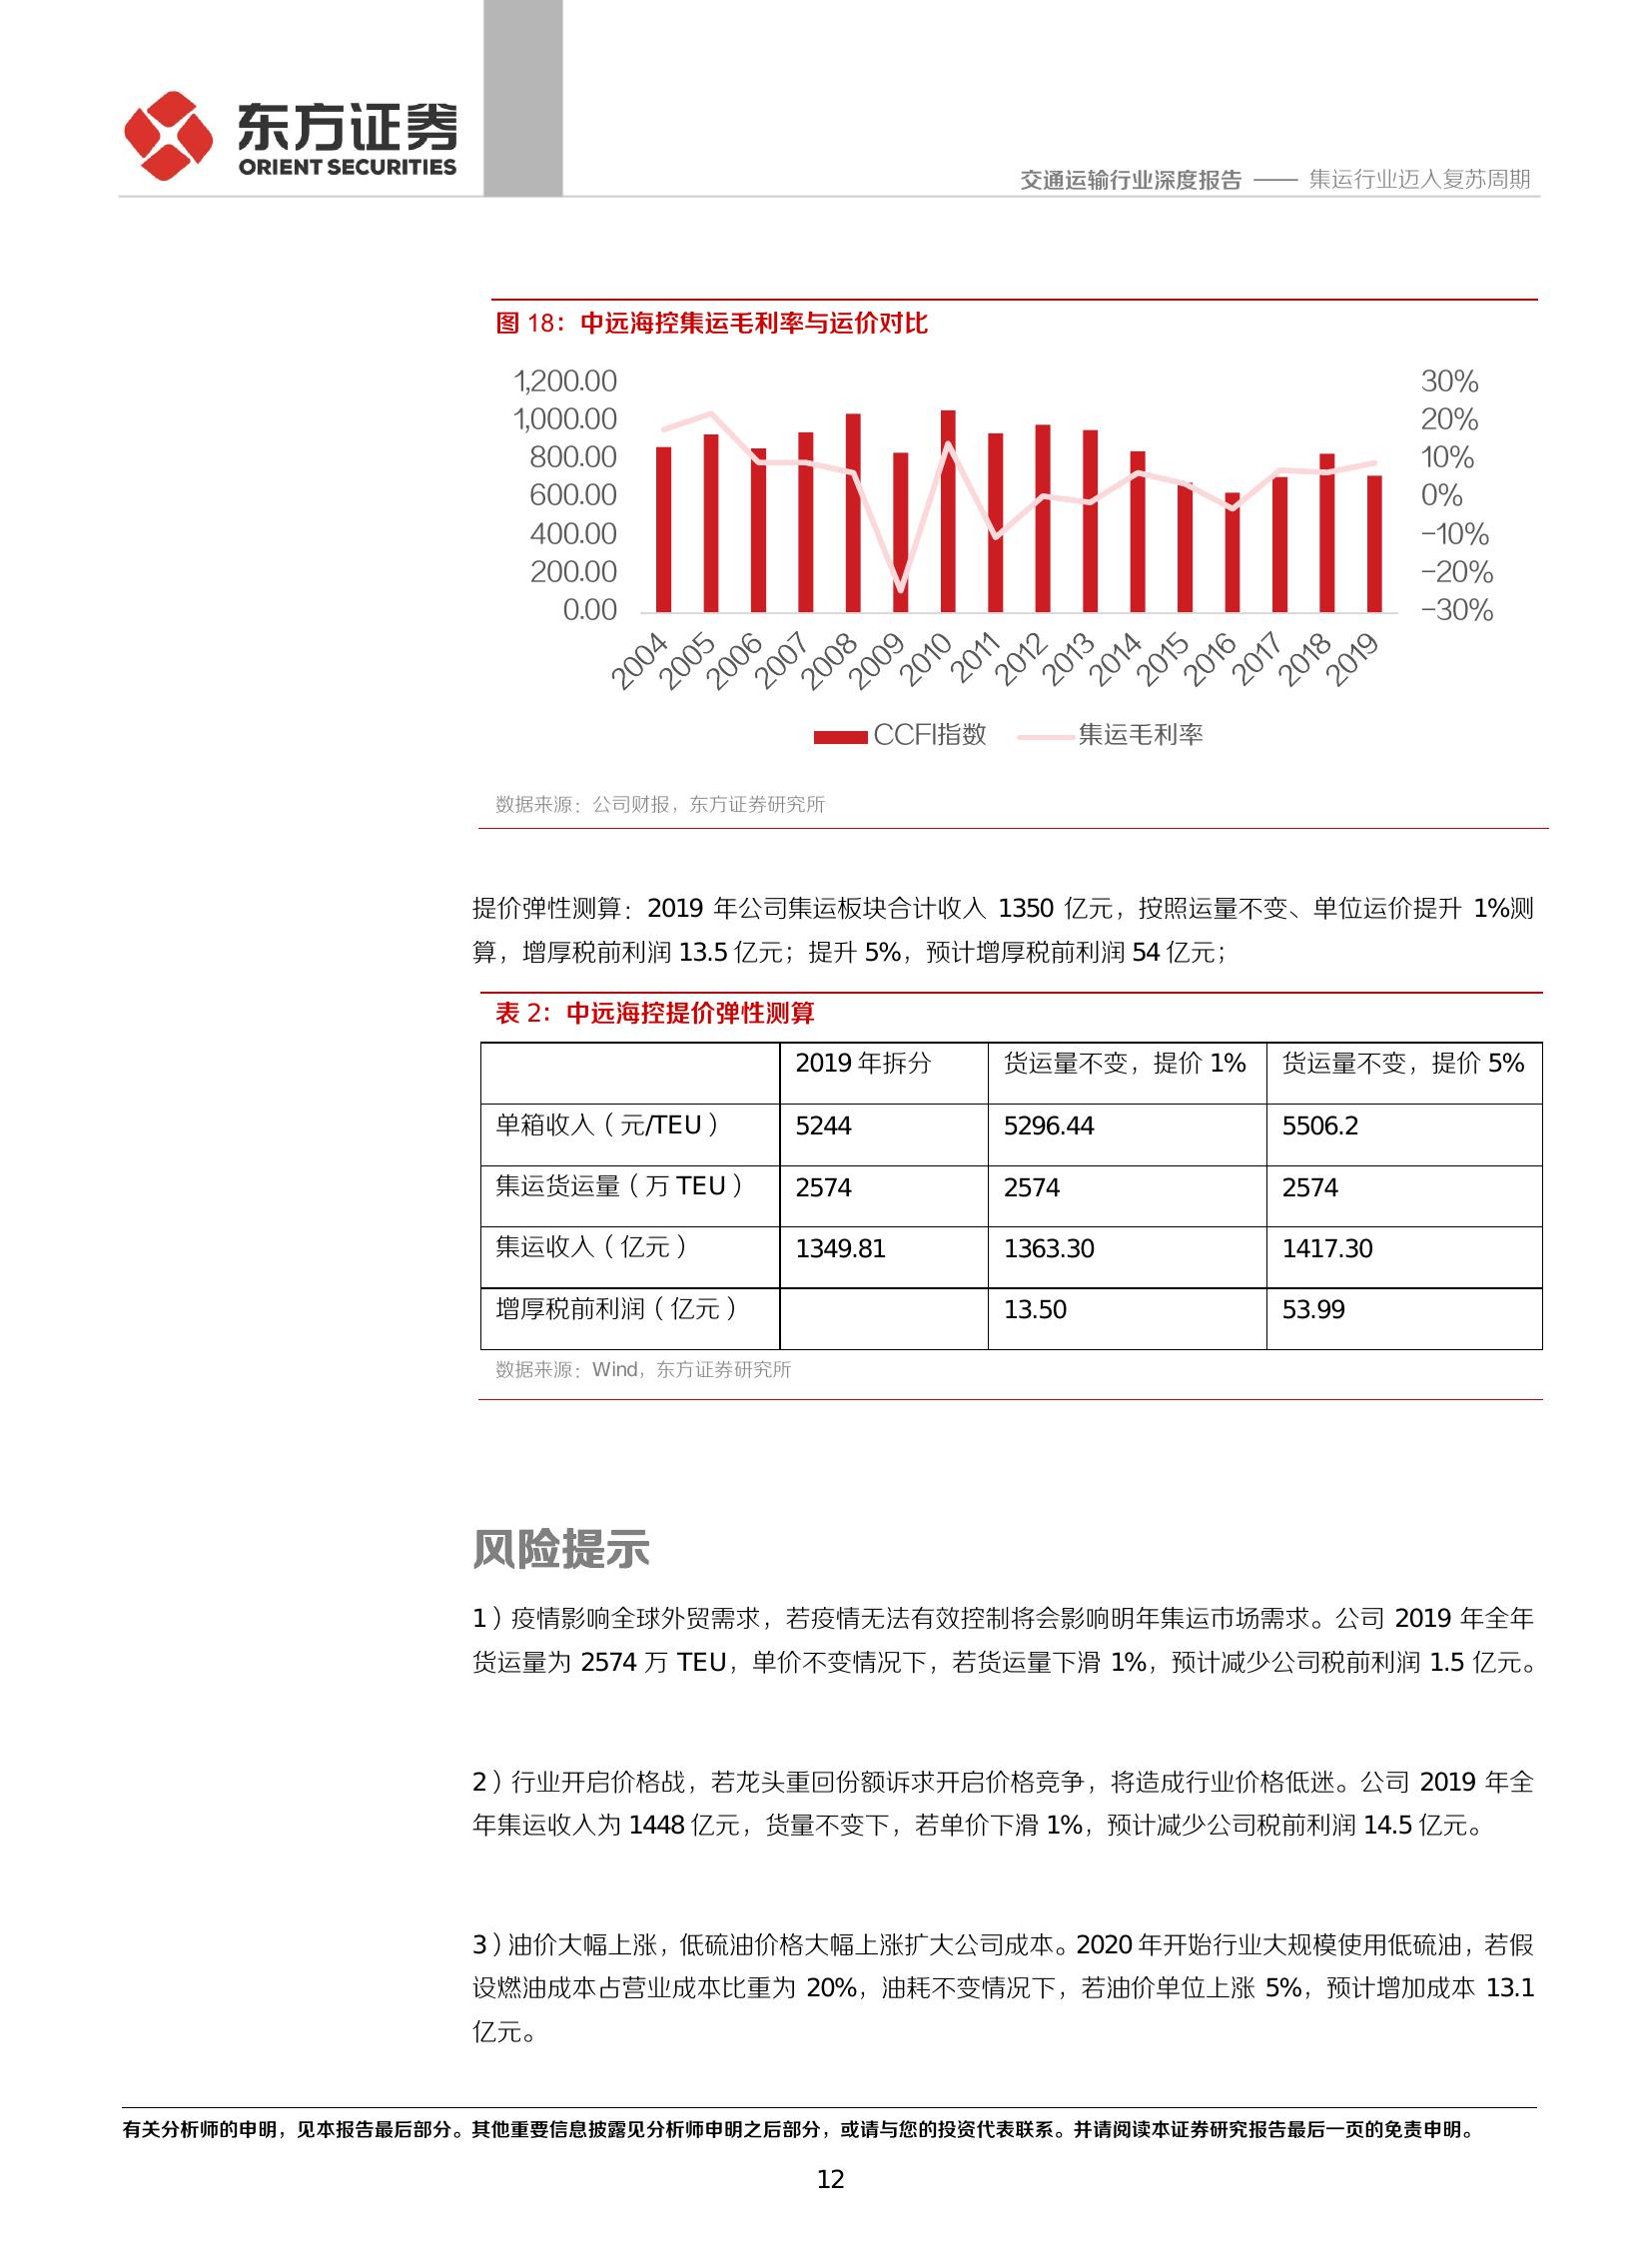 东方证券
ORIENT SECURITIES
交通运输行业深度报告 —— 集运行业迈入复苏周期
图 18：中远海控集运毛利率与运价对比
1,200.00
1,000.00
800.00
600.00
400.00
200.00
0.00
30%
20%
10%
0%
-10%
-20%
-30%
2004 2005 2006 2007 2008 2009 2010 2011 2012 2013 2014 2015 2016 2017 2018 2019
CCFI指数 集运毛利率
数据来源：公司财报，东方证券研究所
提价弹性测算：2019 年公司集运板块合计收入 1350 亿元，按照运量不变、单位运价提升 1%测
算，增厚税前利润 13.5 亿元；提升 5%，预计增厚税前利润 54 亿元；
表 2：中远海控提价弹性测算
2019 年拆分 货运量不变，提价 1% 货运量不变，提价 5%
单箱收入（元/TEU） 5244 5296.44 5506.2
集运货运量（万 TEU） 2574 2574 2574
集运收入（亿元） 1349.81 1363.30 1417.30
增厚税前利润（亿元） 13.50 53.99
数据来源：Wind，东方证券研究所
风险提示
1）疫情影响全球外贸需求，若疫情无法有效控制将会影响明年集运市场需求。公司 2019 年全年
货运量为 2574 万 TEU，单价不变情况下，若货运量下滑 1%，预计减少公司税前利润 1.5 亿元。
2）行业开启价格战，若龙头重回份额诉求开启价格竞争，将造成行业价格低迷。公司 2019 年全
年集运收入为 1448 亿元，货量不变下，若单价下滑 1%，预计减少公司税前利润 14.5 亿元。
3）油价大幅上涨，低硫油价格大幅上涨扩大公司成本。2020 年开始行业大规模使用低硫油，若假
设燃油成本占营业成本比重为 20%，油耗不变情况下，若油价单位上涨 5%，预计增加成本 13.1
亿元。
有关分析师的申明，见本报告最后部分。其他重要信息披露见分析师申明之后部分，或请与您的投资代表联系。并请阅读本证券研究报告最后一页的免责申明。
12